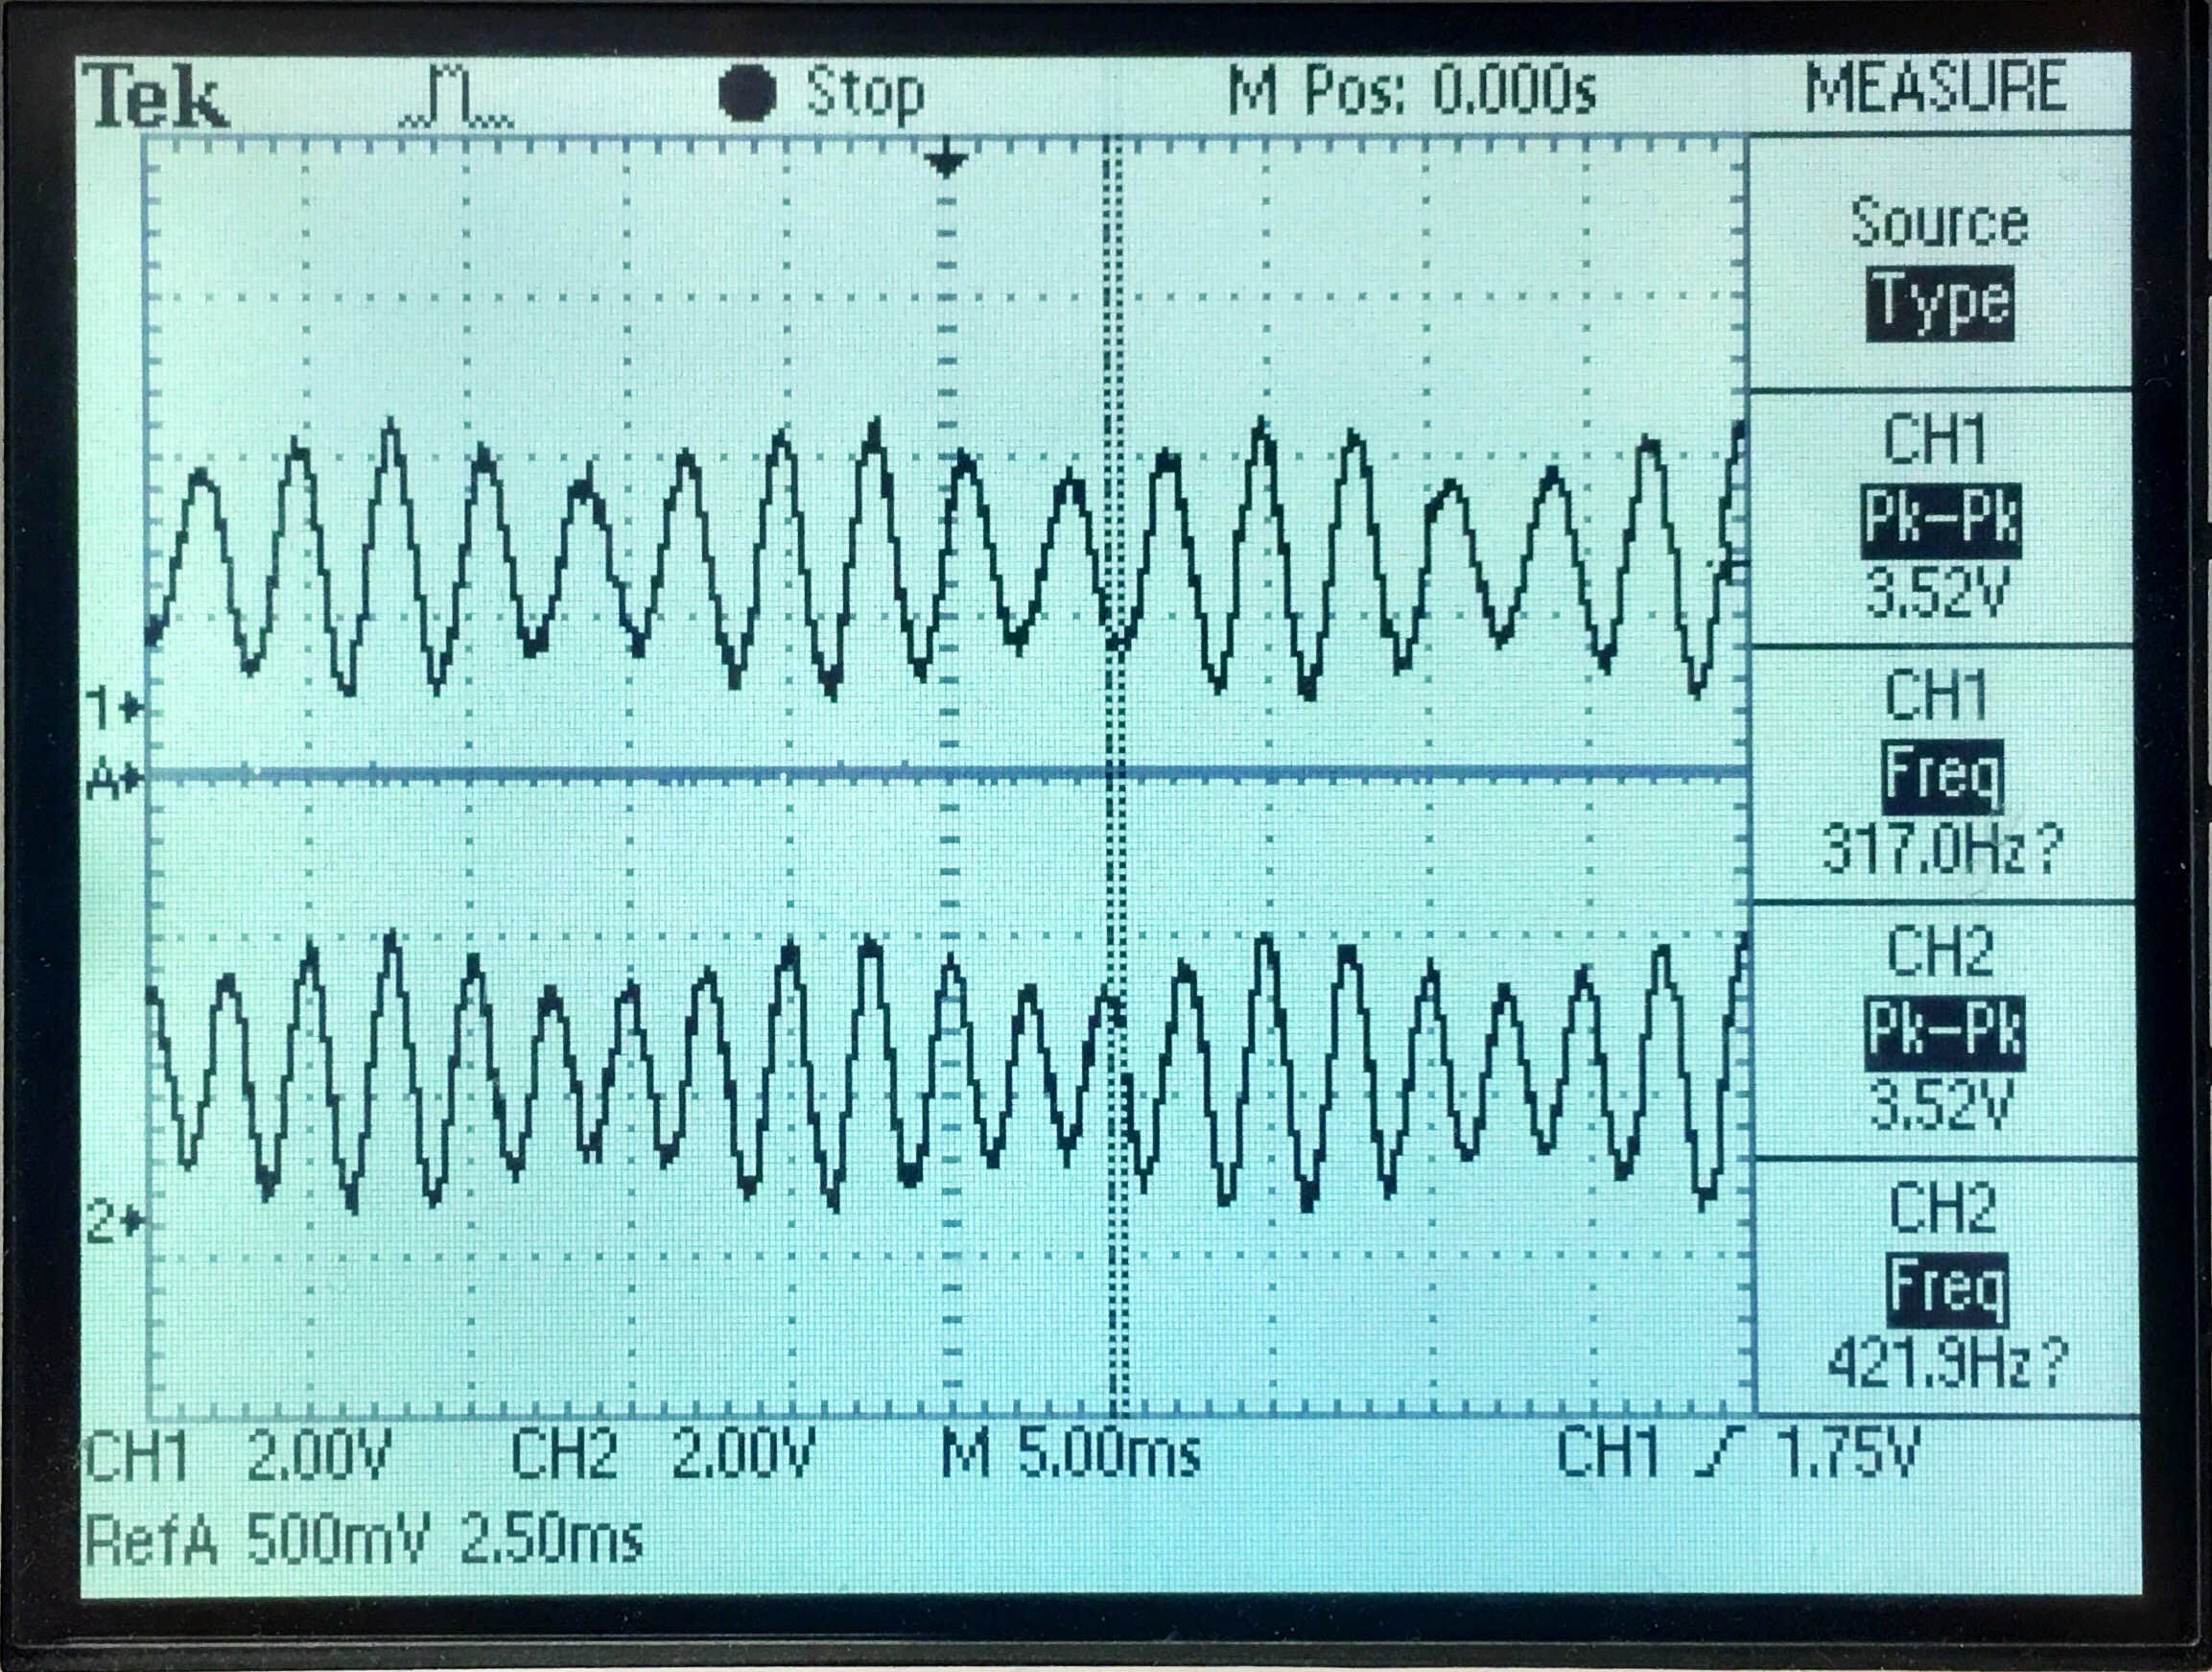 Tek Stop M Pos: 0.000s MEASURE
Source
Type
CH1
Pk-Pk
3.52V
CH1
Freq
317.0Hz?
CH2
Pk-Pk
3.52V
CH2
Freq
421.9Hz?
1
A
2
CH1 2.00V CH2 2.00V M 5.00ms CH1 1.75V
RefA 500mV 2.50ms